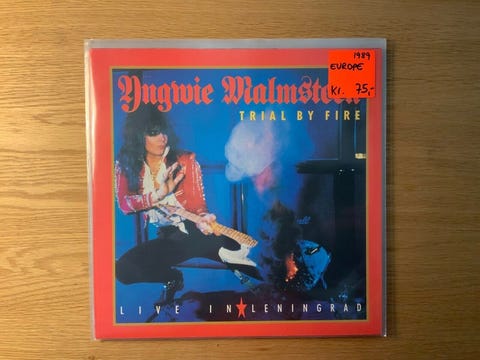 1989
EUROPE
Kr. 75,-
Yngwie Malmsteen
TRIAL BY FIRE
LIVE IN LENINGRAD